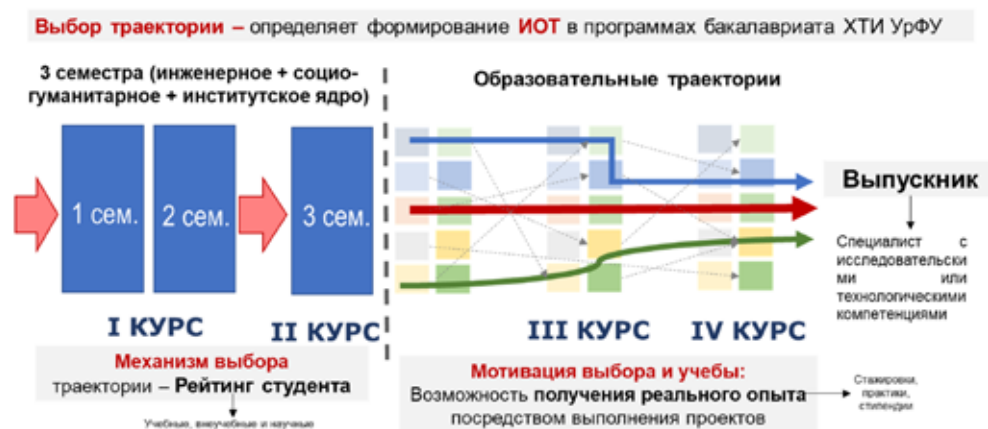 Выбор траектории – определяет формирование ИОТ в программах бакалавриата ХТИ УрФУ
3 семестра (инженерное + социо-
гуманитарное + институтское ядро)
Образовательные траектории
1 сем.
2 сем.
3 сем.
Выпускник
Специалист с
исследовательски
ми или
технологическими
компетенциями
I КУРС
II КУРС
III КУРС
IV КУРС
Механизм выбора
траектории – Рейтинг студента
Учебные, внеучебные и научные
Мотивация выбора и учебы:
Возможность получения реального опыта
посредством выполнения проектов
Стажировки,
практики,
стипендии